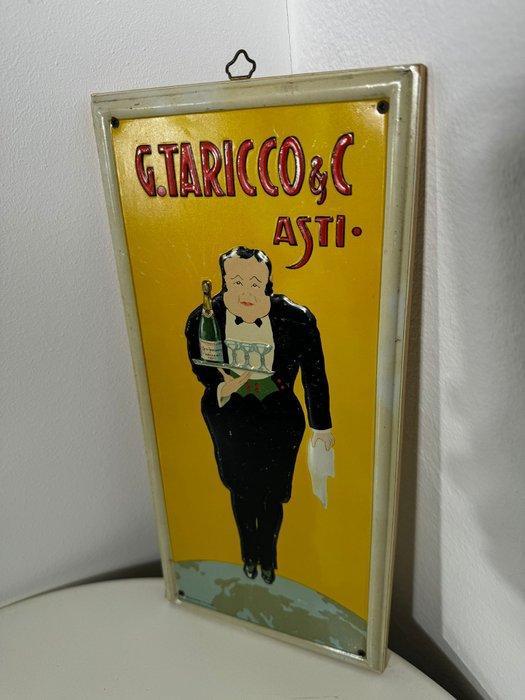 G. TARICCO & C
ASTI •